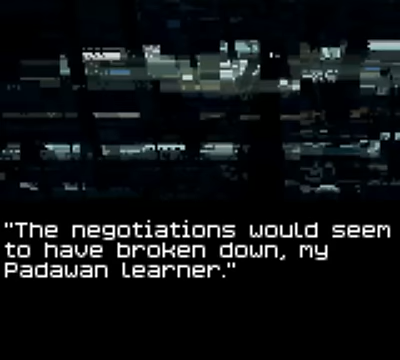 "The negotiations would seem
to have broken down, my
Padawan learner."